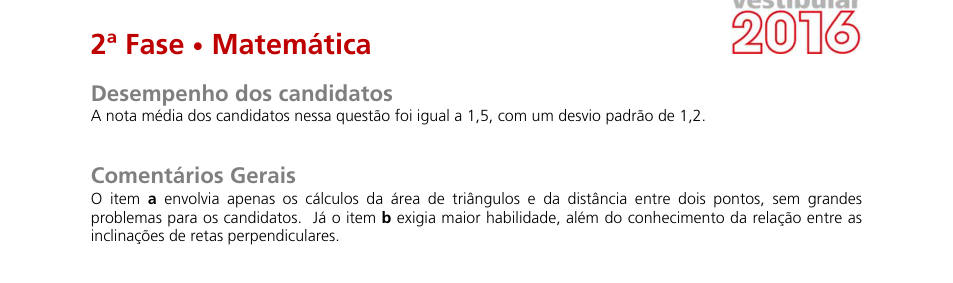 vestibular
2016
2ª Fase • Matemática
Desempenho dos candidatos
A nota média dos candidatos nessa questão foi igual a 1,5, com um desvio padrão de 1,2.
Comentários Gerais
O item a envolvia apenas os cálculos da área de triângulos e da distância entre dois pontos, sem grandes
problemas para os candidatos.  Já o item b exigia maior habilidade, além do conhecimento da relação entre as
inclinações de retas perpendiculares.